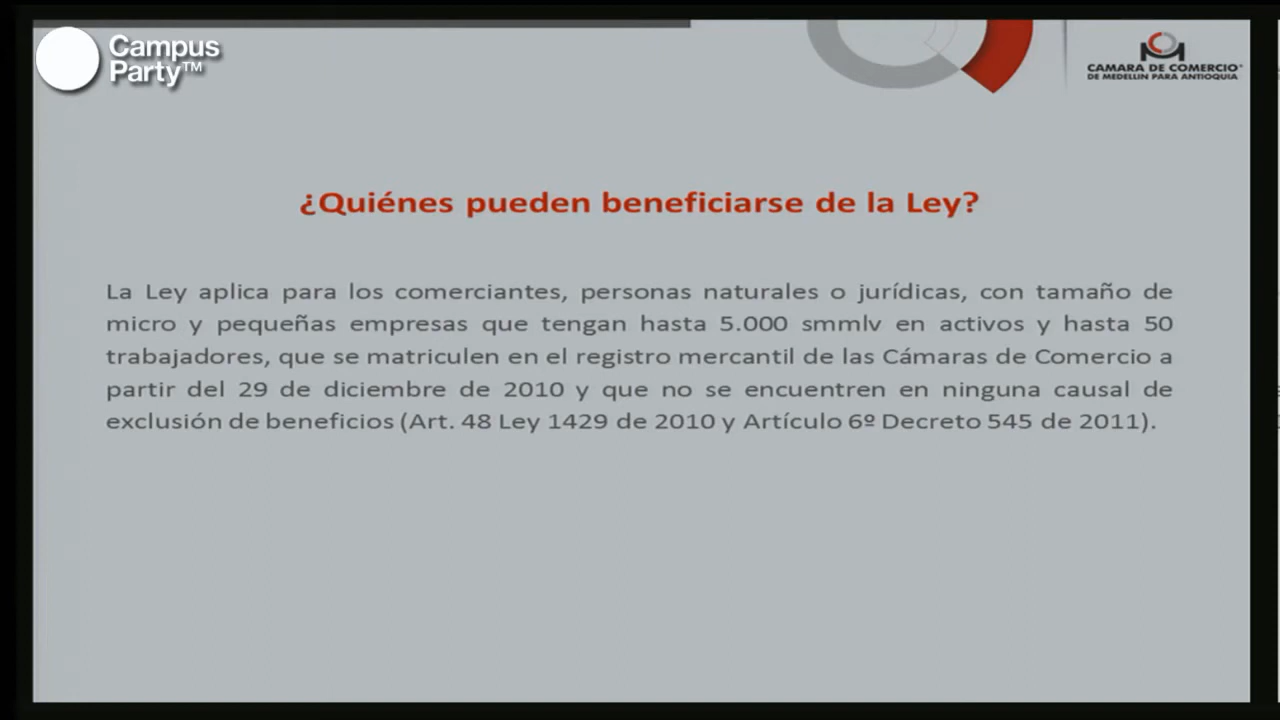 Campus
Party™
CAMARA DE COMERCIO®
DE MEDELLIN PARA ANTIOQUIA
¿Quiénes pueden beneficiarse de la Ley?
La Ley aplica para los comerciantes, personas naturales o jurídicas, con tamaño de
micro y pequeñas empresas que tengan hasta 5.000 smmlv en activos y hasta 50
trabajadores, que se matriculen en el registro mercantil de las Cámaras de Comercio a
partir del 29 de diciembre de 2010 y que no se encuentren en ninguna causal de
exclusión de beneficios (Art. 48 Ley 1429 de 2010 y Artículo 6º Decreto 545 de 2011).